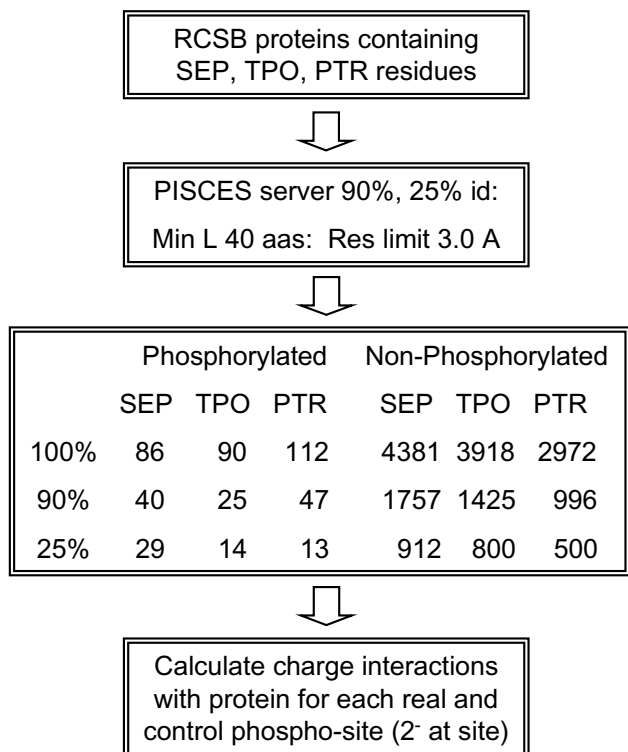 RCSB proteins containing
SEP, TPO, PTR residues
PISCES server 90%, 25% id:
Min L 40 aas: Res limit 3.0 A
Phosphorylated Non-Phosphorylated
SEP TPO PTR SEP TPO PTR
100% 86 90 112 4381 3918 2972
90% 40 25 47 1757 1425 996
25% 29 14 13 912 800 500
Calculate charge interactions
with protein for each real and
control phospho-site (2⁻ at site)